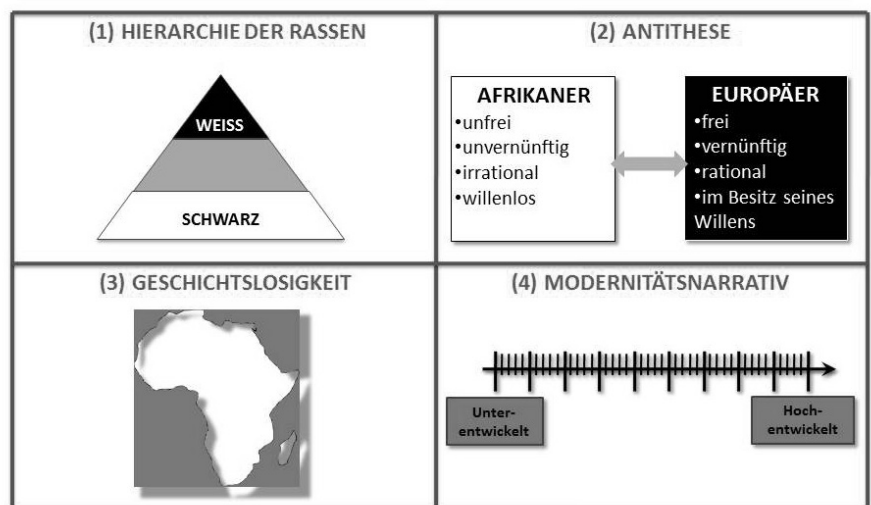 (1) HIERARCHIE DER RASSEN
WEISS
SCHWARZ
(2) ANTITHESE
AFRIKANER
•unfrei
•unvernünftig
•irrational
•willenlos
EUROPÄER
•frei
•vernünftig
•rational
•im Besitz seines
Willens
(3) GESCHICHTSLOSIGKEIT
(4) MODERNITÄTSNARRATIV
Unter-
entwickelt
Hoch-
entwickelt